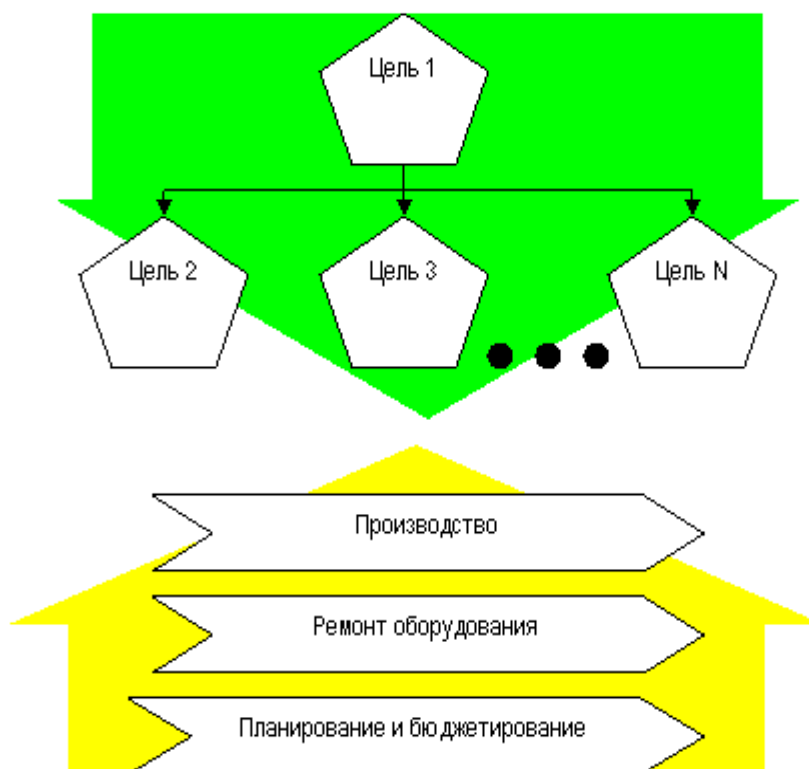 Цель 1
Цель 2 Цель 3 Цель N
Производство
Ремонт оборудования
Планирование и бюджетирование